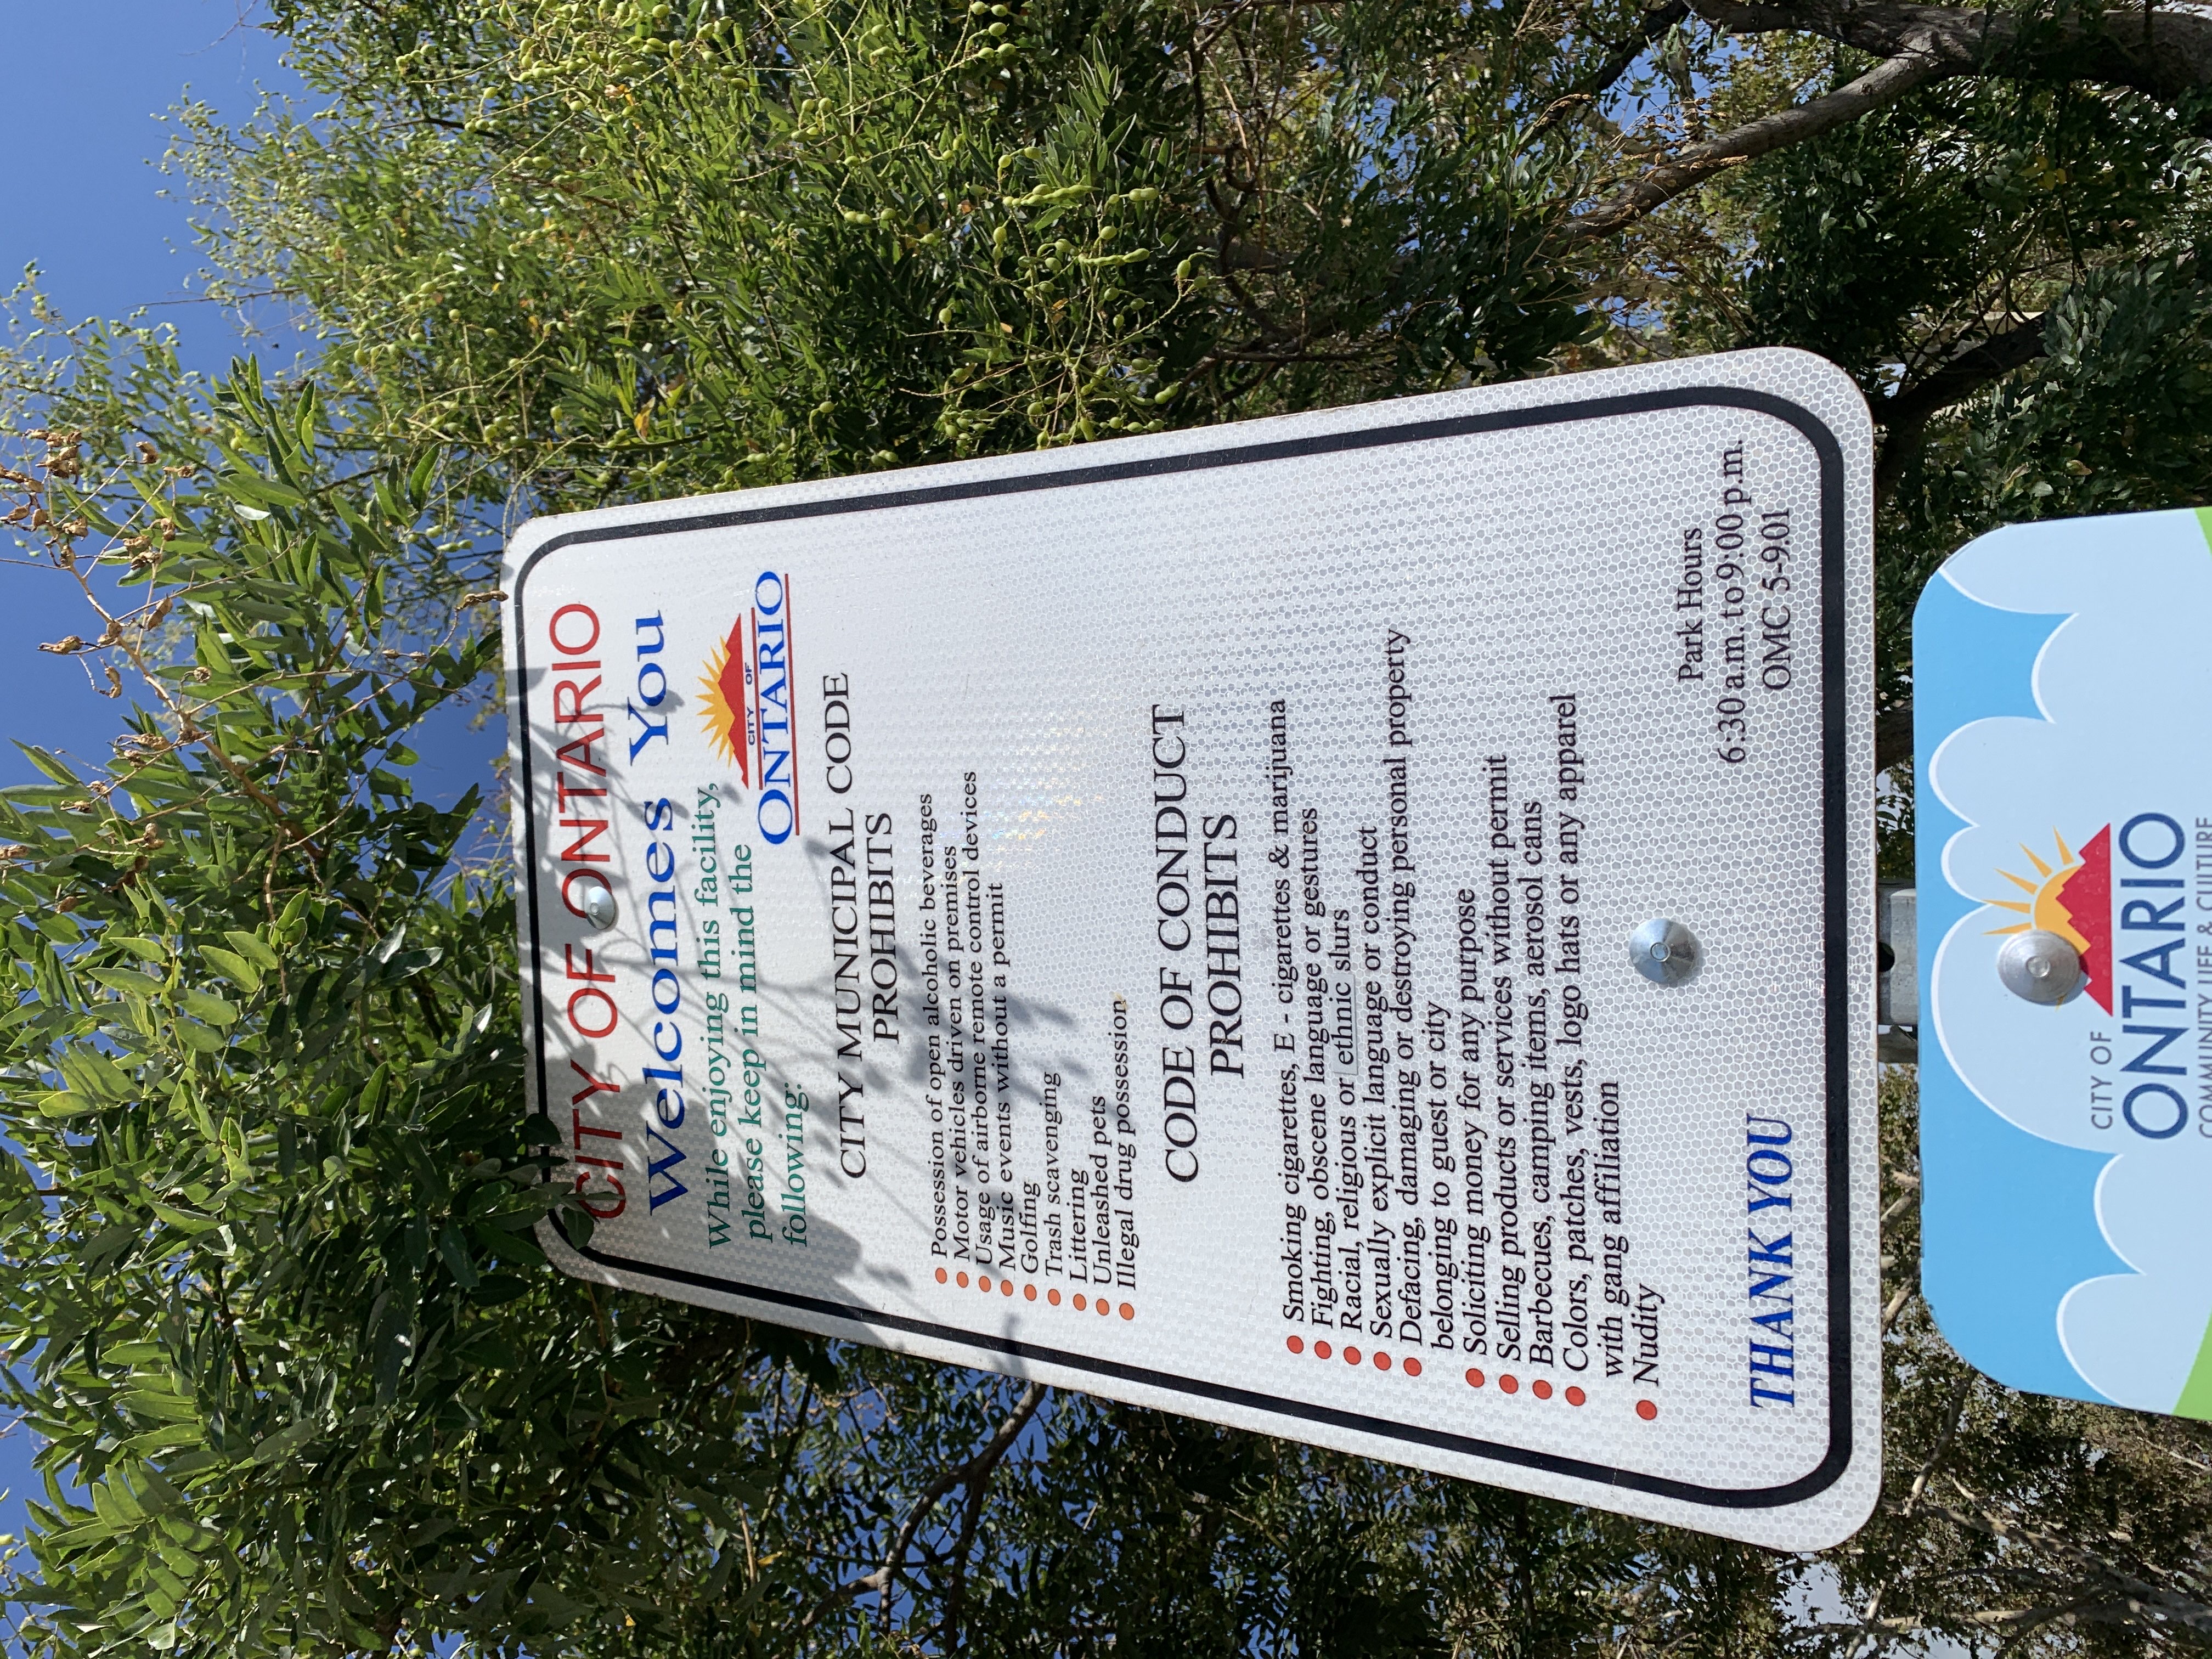 CITY OF ONTARIO
Welcomes You
While enjoying this facility,
please keep in mind the
following:
CITY OF
ONTARIO
CITY MUNICIPAL CODE
PROHIBITS
Possession of open alcoholic beverages
Motor vehicles driven on premises
Usage of airborne remote control devices
Music events without a permit
Golfing
Trash scavenging
Littering
Unleashed pets
Illegal drug possession
CODE OF CONDUCT
PROHIBITS
Smoking cigarettes, E - cigarettes & marijuana
Fighting, obscene language or gestures
Racial, religious or ethnic slurs
Sexually explicit language or conduct
Defacing, damaging or destroying personal property
belonging to guest or city
Soliciting money for any purpose
Selling products or services without permit
Barbecues, camping items, aerosol cans
Colors, patches, vests, logo hats or any apparel
with gang affiliation
Nudity
Park Hours
6:30 a.m. to 9:00 p.m.
THANK YOU OMC 5-9.01
CITY OF
ONTARIO
COMMUNITY LIFE & CULTURE